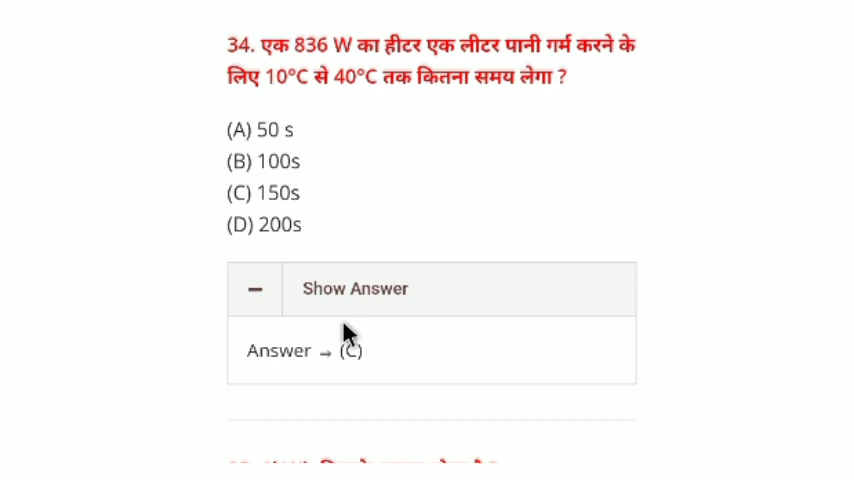 34. एक 836 W का हीटर एक लीटर पानी गर्म करने के
लिए 10°C से 40°C तक कितना समय लेगा ?
(A) 50 s
(B) 100s
(C) 150s
(D) 200s
Show Answer
Answer → (C)